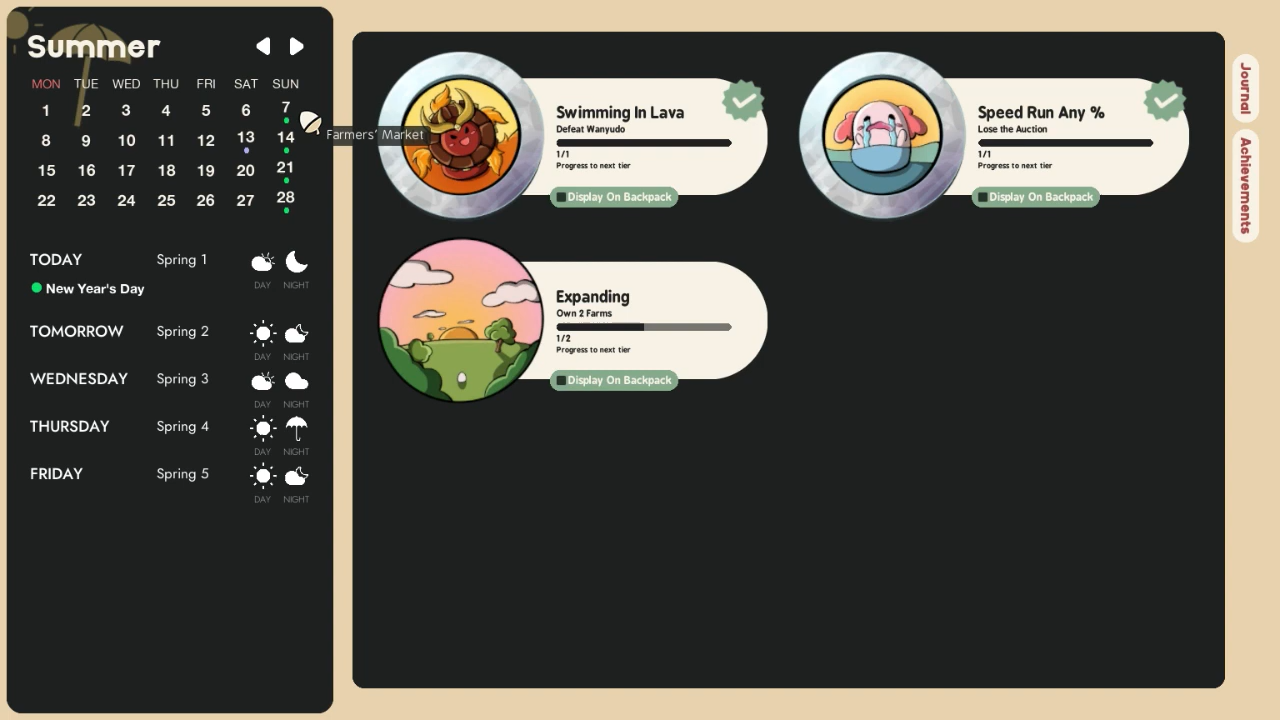 Summer
MON TUE WED THU FRI SAT SUN
1 2 3 4 5 6 7
8 9 10 11 12 13 14
15 16 17 18 19 20 21
22 23 24 25 26 27 28
Farmers' Market
TODAY Spring 1
DAY NIGHT
New Year's Day
TOMORROW Spring 2
DAY NIGHT
WEDNESDAY Spring 3
DAY NIGHT
THURSDAY Spring 4
DAY NIGHT
FRIDAY Spring 5
DAY NIGHT
Swimming In Lava
Defeat Wanyudo
1/1
Progress to next tier
Display On Backpack
Speed Run Any %
Lose the Auction
1/1
Progress to next tier
Display On Backpack
Expanding
Own 2 Farms
1/2
Progress to next tier
Display On Backpack
Journal
Achievements